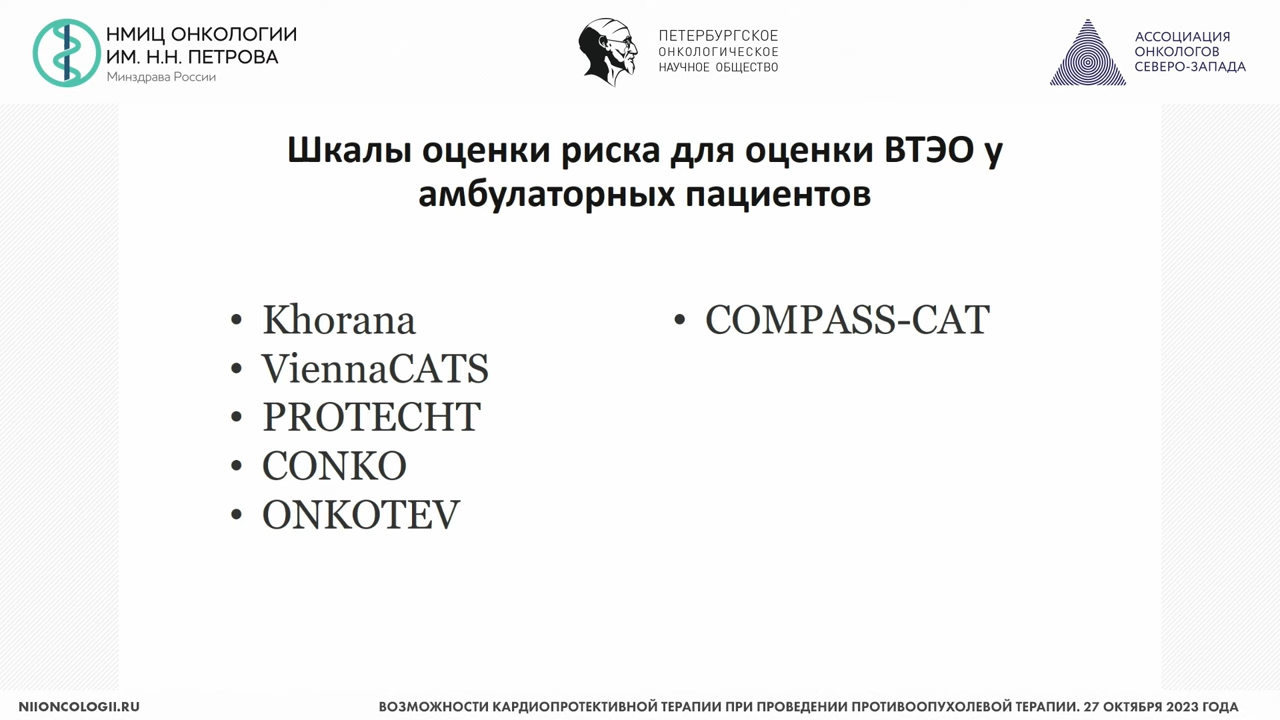 НМИЦ ОНКОЛОГИИ
ИМ. Н.Н. ПЕТРОВА
Минздрава России
ПЕТЕРБУРГСКОЕ
ОНКОЛОГИЧЕСКОЕ
НАУЧНОЕ ОБЩЕСТВО
АССОЦИАЦИЯ
ОНКОЛОГОВ
СЕВЕРО-ЗАПАДА
Шкалы оценки риска для оценки ВТЭО у
амбулаторных пациентов
• Khorana
• ViennaCATS
• PROTECHT
• CONKO
• ONKOTEV
• COMPASS-CAT
NIIONCOLOGII.RU
ВОЗМОЖНОСТИ КАРДИОПРОТЕКТИВНОЙ ТЕРАПИИ ПРИ ПРОВЕДЕНИИ ПРОТИВООПУХОЛЕВОЙ ТЕРАПИИ. 27 ОКТЯБРЯ 2023 ГОДА